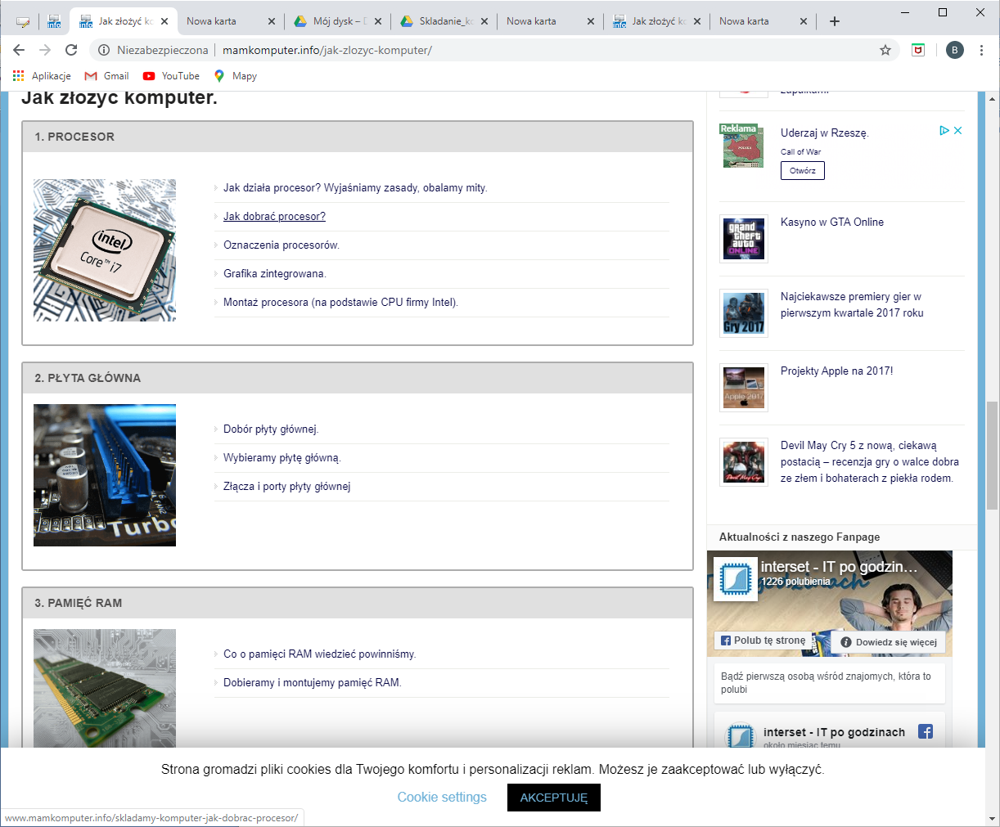 Jak złożyć ko
Nowa karta
Mój dysk – D
Skladanie_ko
Nowa karta
Jak złożyć ko
Nowa karta
Niezabezpieczona
mamkomputer.info/jak-zlozyc-komputer/
B
Aplikacje
Gmail
YouTube
Mapy
Jak złożyć komputer.
1. PROCESOR
intel
Core™ i7
Jak działa procesor? Wyjaśniamy zasady, obalamy mity.
Jak dobrać procesor?
Oznaczenia procesorów.
Grafika zintegrowana.
Montaż procesora (na podstawie CPU firmy Intel).
2. PŁYTA GŁÓWNA
Turbo
Dobór płyty głównej.
Wybieramy płytę główną.
Złącza i porty płyty głównej
3. PAMIĘĆ RAM
Co o pamięci RAM wiedzieć powinniśmy.
Dobieramy i montujemy pamięć RAM.
zapałkami
Reklama
POLSKA
Uderzaj w Rzeszę.
Call of War
Otwórz
grand
theft
auto
ONLINE
Kasyno w GTA Online
Gry 2017
Najciekawsze premiery gier w
pierwszym kwartale 2017 roku
Apple 2017
Projekty Apple na 2017!
Devil May Cry
Devil May Cry 5 z nową, ciekawą
postacią – recenzja gry o walce dobra
ze złem i bohaterach z piekła rodem.
Aktualności z naszego Fanpage
interset - IT po godzin…
1226 polubienia
godzinach
Polub tę stronę
Dowiedz się więcej
Bądź pierwszą osobą wśród znajomych, która to
polubi
interset - IT po godzinach
około miesiąc temu
Strona gromadzi pliki cookies dla Twojego komfortu i personalizacji reklam. Możesz je zaakceptować lub wyłączyć.
Cookie settings
AKCEPTUJĘ
www.mamkomputer.info/skladamy-komputer-jak-dobrac-procesor/